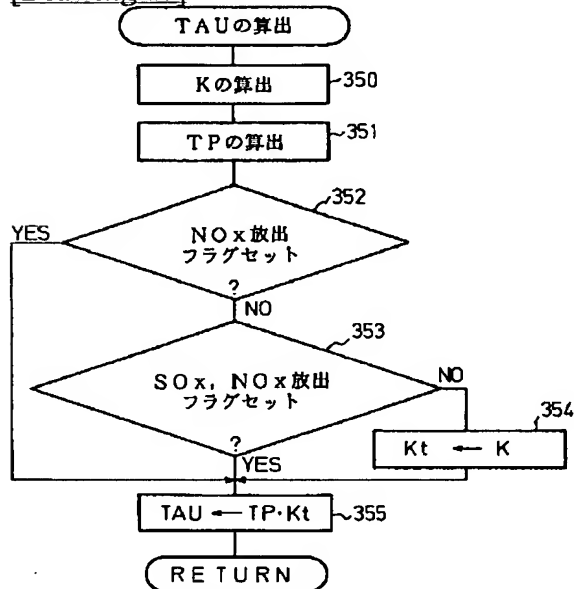 TAUの算出
Kの算出
350
TPの算出
351
352
YES
NOx放出
フラグセット
?
NO
353
SOx, NOx放出
フラグセット
?
NO
YES
354
Kt ← K
TAU ← TP·Kt
355
RETURN